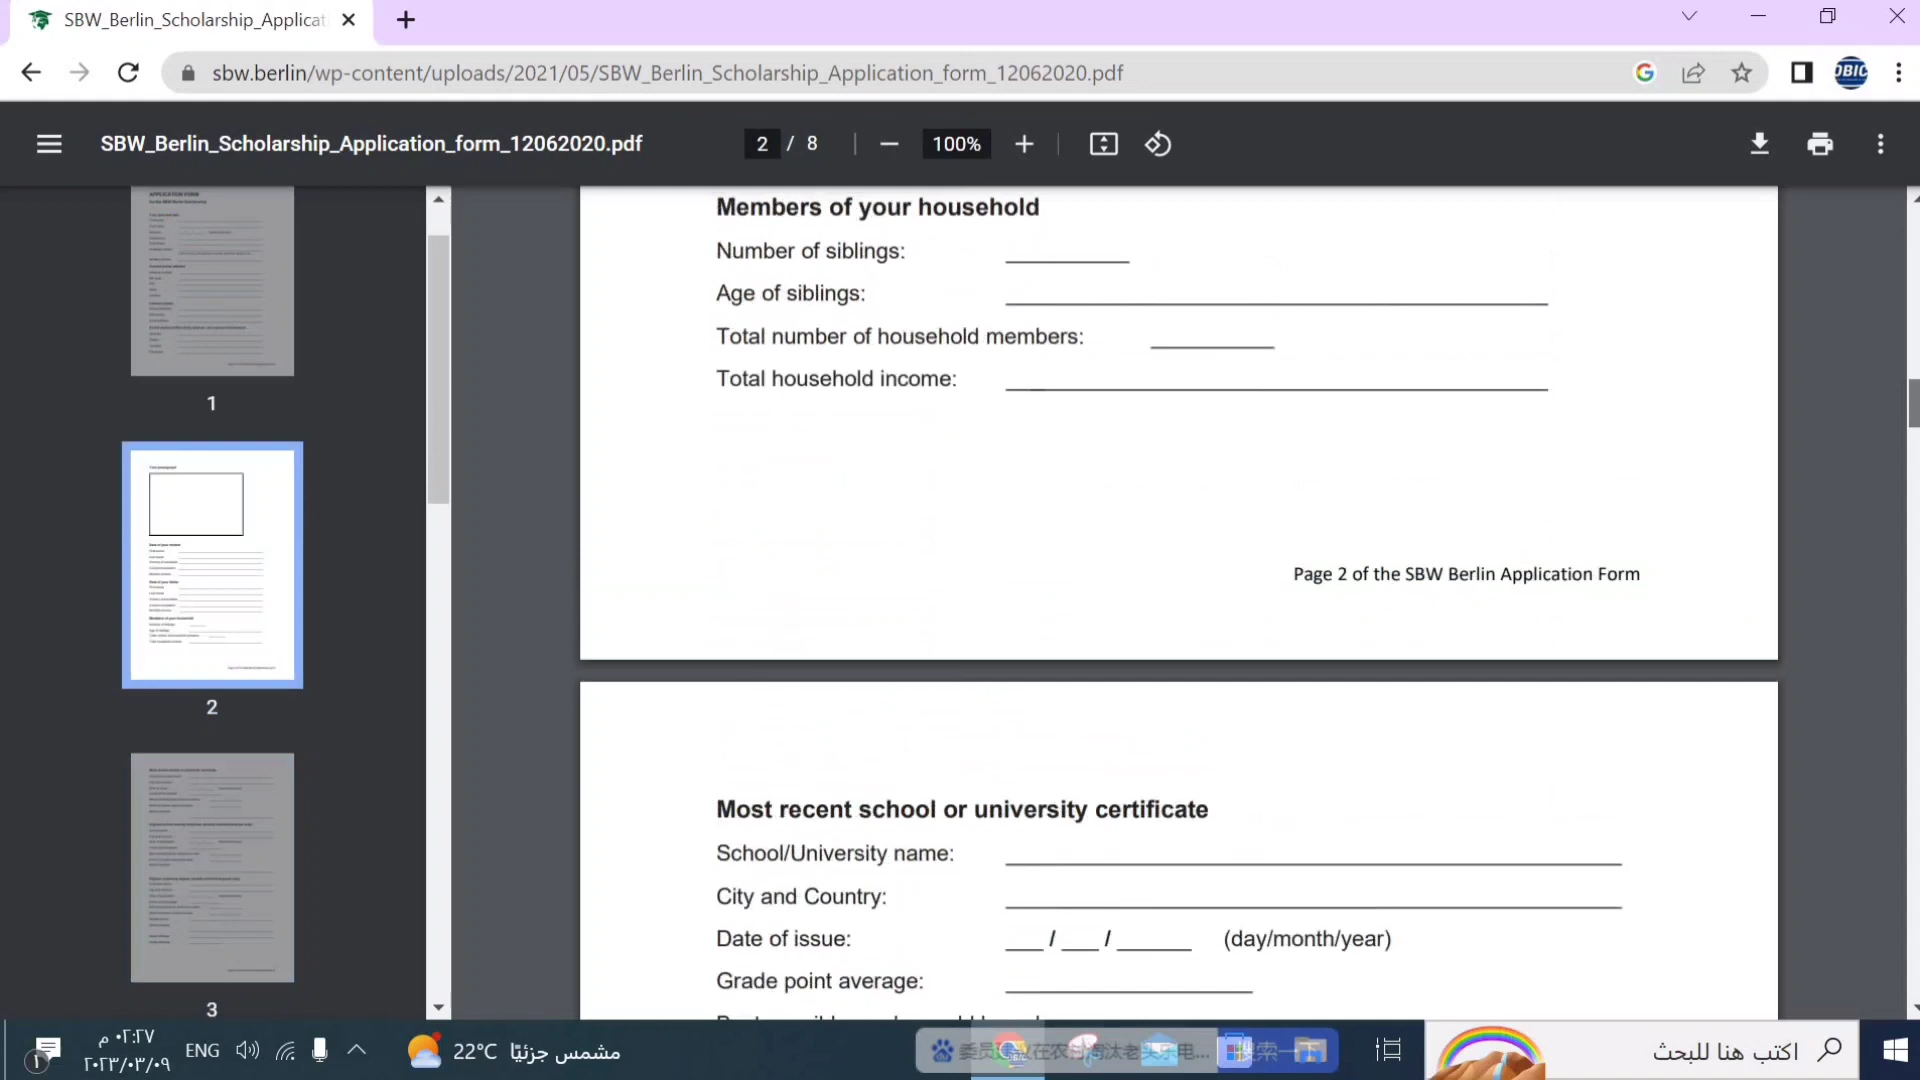 SBW_Berlin_Scholarship_Applicat
sbw.berlin/wp-content/uploads/2021/05/SBW_Berlin_Scholarship_Application_form_12062020.pdf
SBW_Berlin_Scholarship_Application_form_12062020.pdf
2 / 8
100%
1
2
3
Members of your household
Number of siblings:
Age of siblings:
Total number of household members:
Total household income:
Page 2 of the SBW Berlin Application Form
Most recent school or university certificate
School/University name:
City and Country:
Date of issue: ___ / ___ / ______ (day/month/year)
Grade point average:
٠٢:٢٧ م
٢٠٢٣/٠٣/٠٩
ENG
22°C مشمس جزئيًا
اكتب هنا للبحث